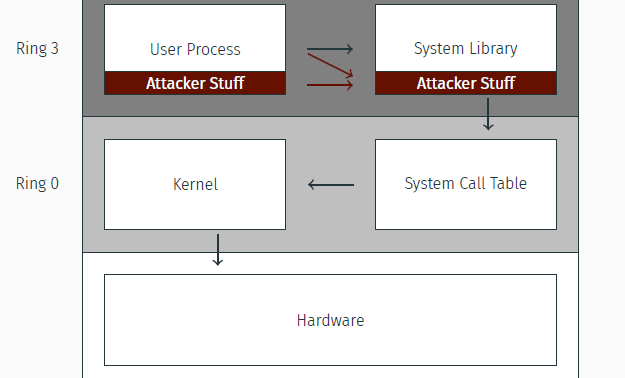 Ring 3
User Process
System Library
Attacker Stuff
Attacker Stuff
Ring 0
Kernel
System Call Table
Hardware